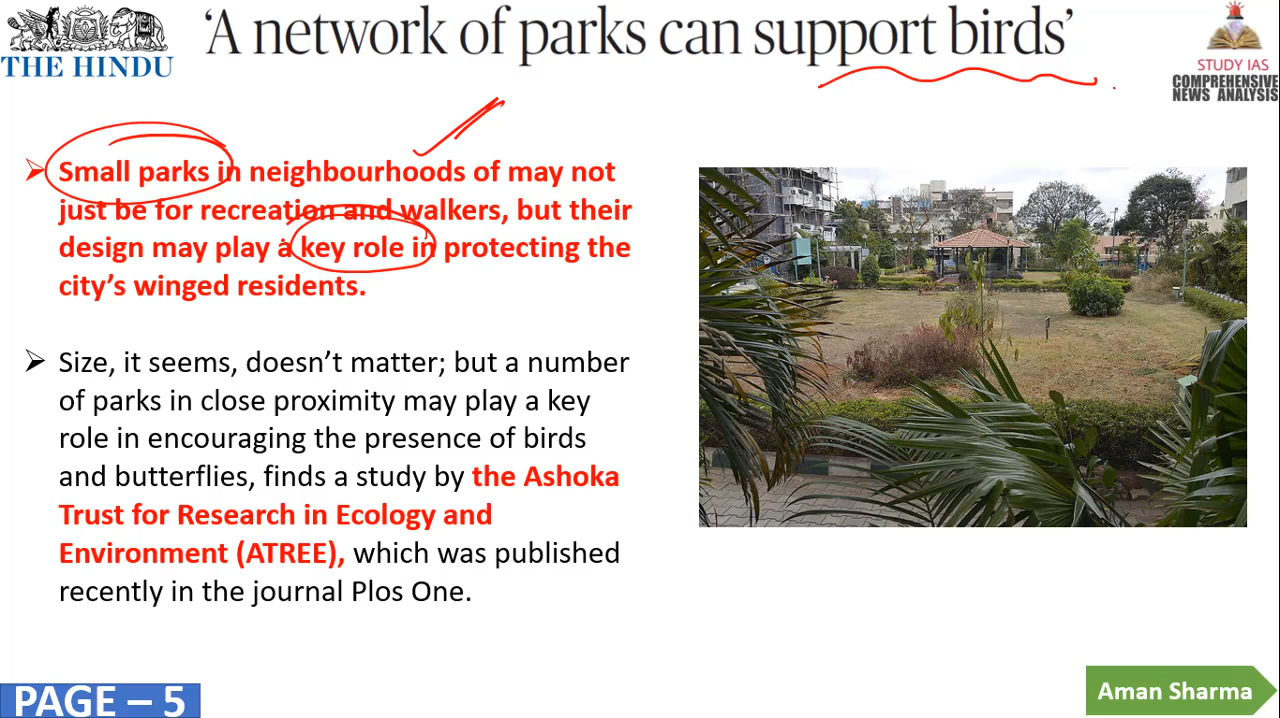 THE HINDU
‘A network of parks can support birds’
STUDY IAS
COMPREHENSIVE
NEWS ANALYSIS
Small parks in neighbourhoods of may not
just be for recreation and walkers, but their
design may play a key role in protecting the
city’s winged residents.
Size, it seems, doesn’t matter; but a number
of parks in close proximity may play a key
role in encouraging the presence of birds
and butterflies, finds a study by the Ashoka
Trust for Research in Ecology and
Environment (ATREE), which was published
recently in the journal Plos One.
PAGE – 5
Aman Sharma